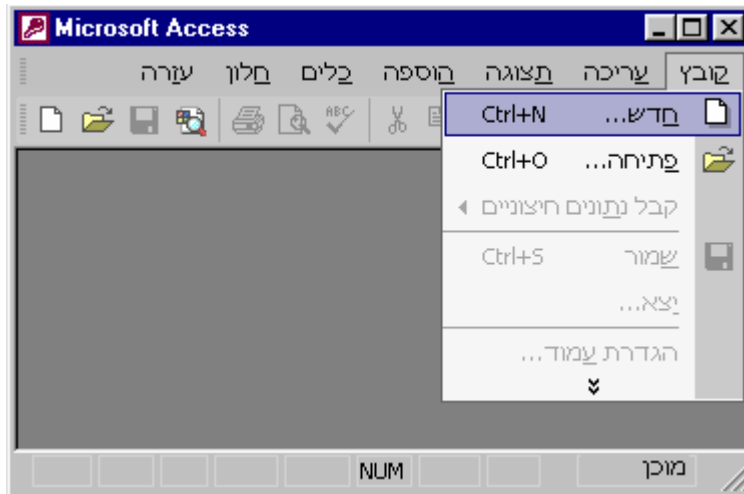 Microsoft Access
קובץ עריכה תצוגה הוספה כלים חלון עזרה
ABC
חדש... Ctrl+N
פתיחה... Ctrl+O
קבל נתונים חיצוניים
שמור Ctrl+S
יצא...
הגדרת עמוד...
מוכן NUM